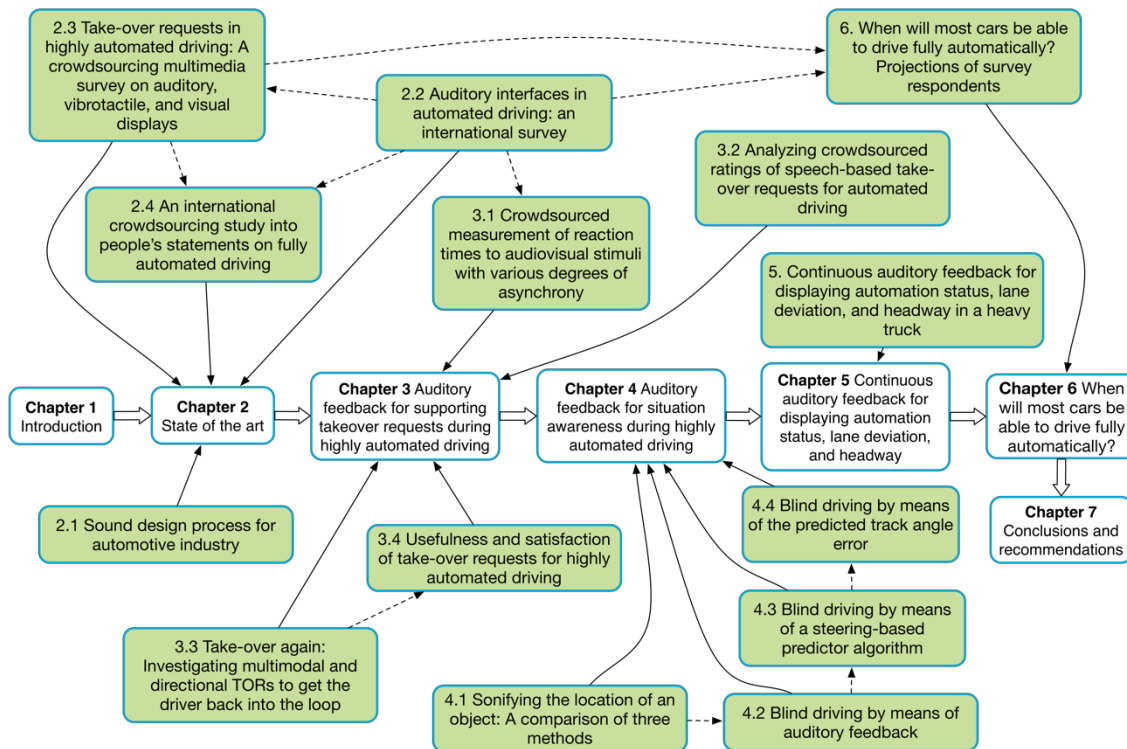 2.3 Take-over requests in
highly automated driving: A
crowdsourcing multimedia
survey on auditory,
vibrotactile, and visual
displays
2.2 Auditory interfaces in
automated driving: an
international survey
6. When will most cars be able
to drive fully automatically?
Projections of survey
respondents
2.4 An international
crowdsourcing study into
people's statements on fully
automated driving
3.1 Crowdsourced
measurement of reaction
times to audiovisual stimuli
with various degrees of
asynchrony
3.2 Analyzing crowdsourced
ratings of speech-based take-
over requests for automated
driving
5. Continuous auditory feedback for
displaying automation status, lane
deviation, and headway in a heavy
truck
Chapter 1
Introduction
Chapter 2
State of the art
Chapter 3 Auditory
feedback for supporting
takeover requests during
highly automated driving
Chapter 4 Auditory
feedback for situation
awareness during highly
automated driving
Chapter 5 Continuous
auditory feedback for
displaying automation
status, lane deviation,
and headway
Chapter 6 When
will most cars be
able to drive fully
automatically?
Chapter 7
Conclusions and
recommendations
2.1 Sound design process for
automotive industry
3.4 Usefulness and satisfaction
of take-over requests for highly
automated driving
4.4 Blind driving by means
of the predicted track angle
error
3.3 Take-over again:
Investigating multimodal and
directional TORs to get the
driver back into the loop
4.3 Blind driving by means
of a steering-based
predictor algorithm
4.1 Sonifying the location of an
object: A comparison of three
methods
4.2 Blind driving by means of
auditory feedback